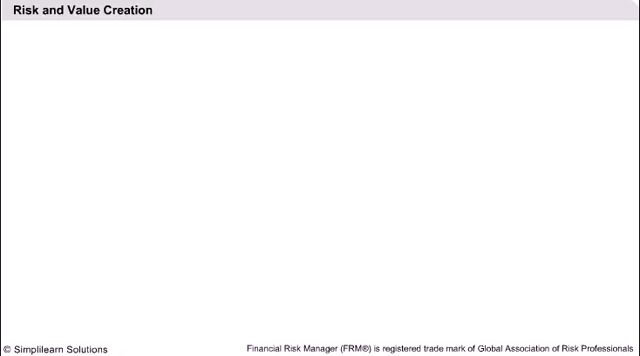 Risk and Value Creation
© Simplilearn Solutions
Financial Risk Manager (FRM®) is registered trade mark of Global Association of Risk Professionals